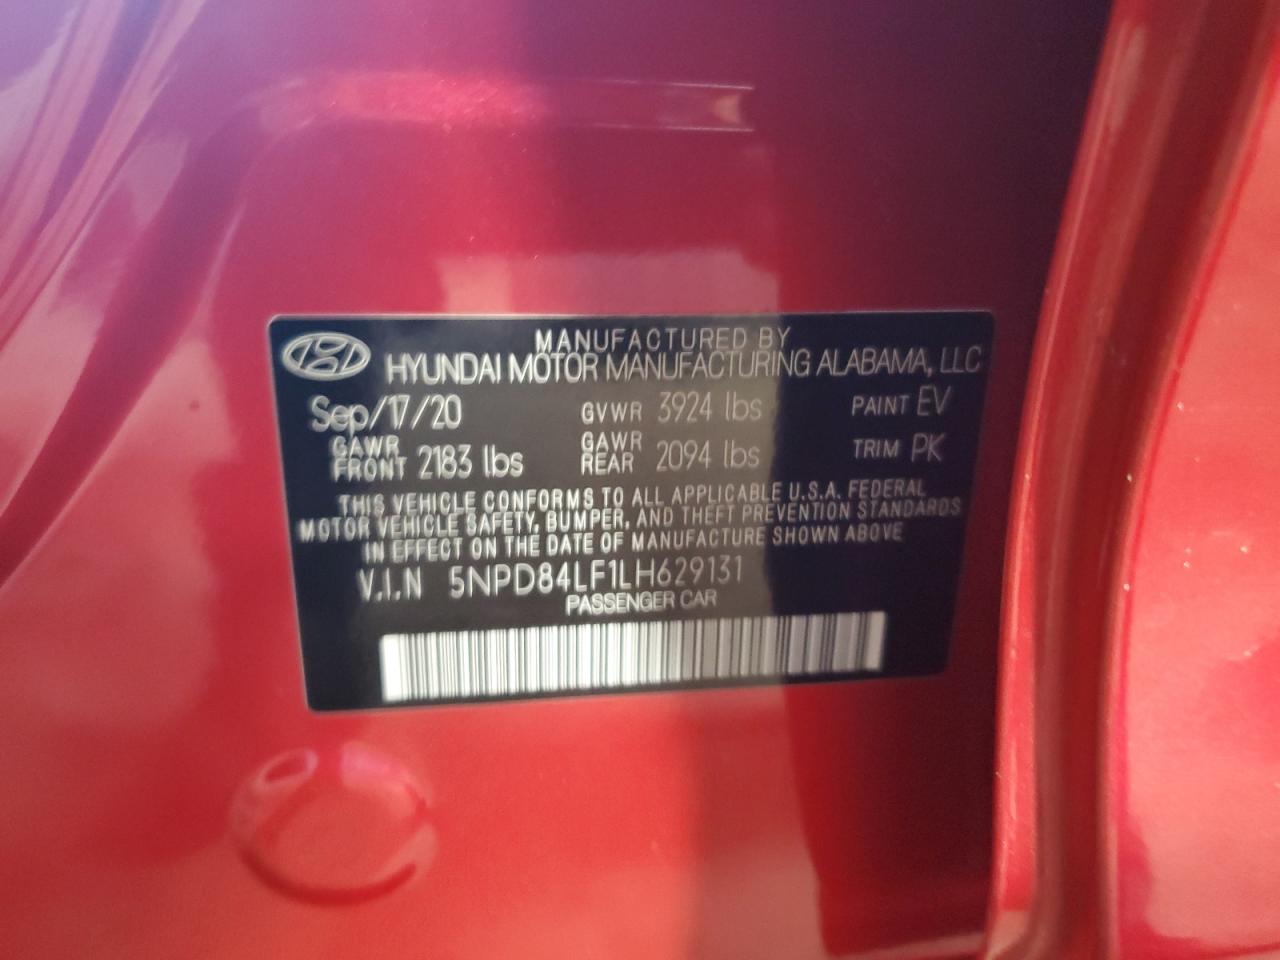 MANUFACTURED BY
HYUNDAI MOTOR MANUFACTURING ALABAMA, LLC
Sep/17/20 GVWR 3924 lbs PAINT EV
GAWR FRONT 2183 lbs GAWR REAR 2094 lbs TRIM PK
THIS VEHICLE CONFORMS TO ALL APPLICABLE U.S.A. FEDERAL
MOTOR VEHICLE SAFETY, BUMPER, AND THEFT PREVENTION STANDARDS
IN EFFECT ON THE DATE OF MANUFACTURE SHOWN ABOVE
V.I.N 5NPD84LF1LH629131
PASSENGER CAR